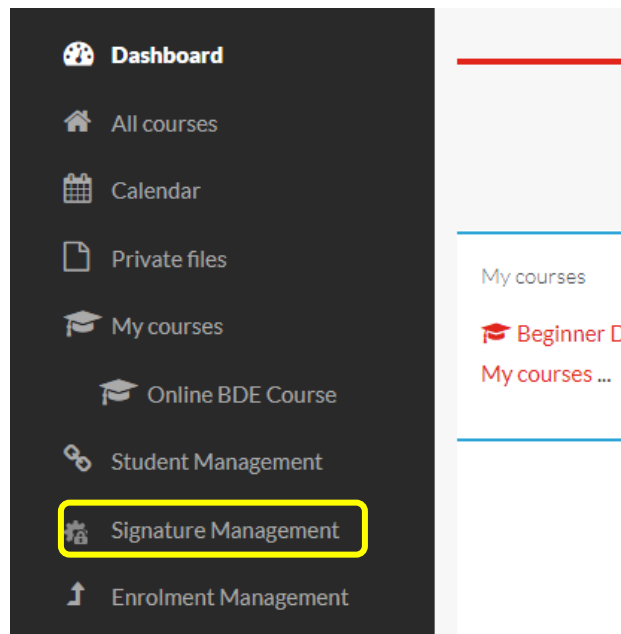 Dashboard
All courses
Calendar
Private files
My courses
Online BDE Course
Student Management
Signature Management
Enrolment Management
My courses
Beginner
My courses ...